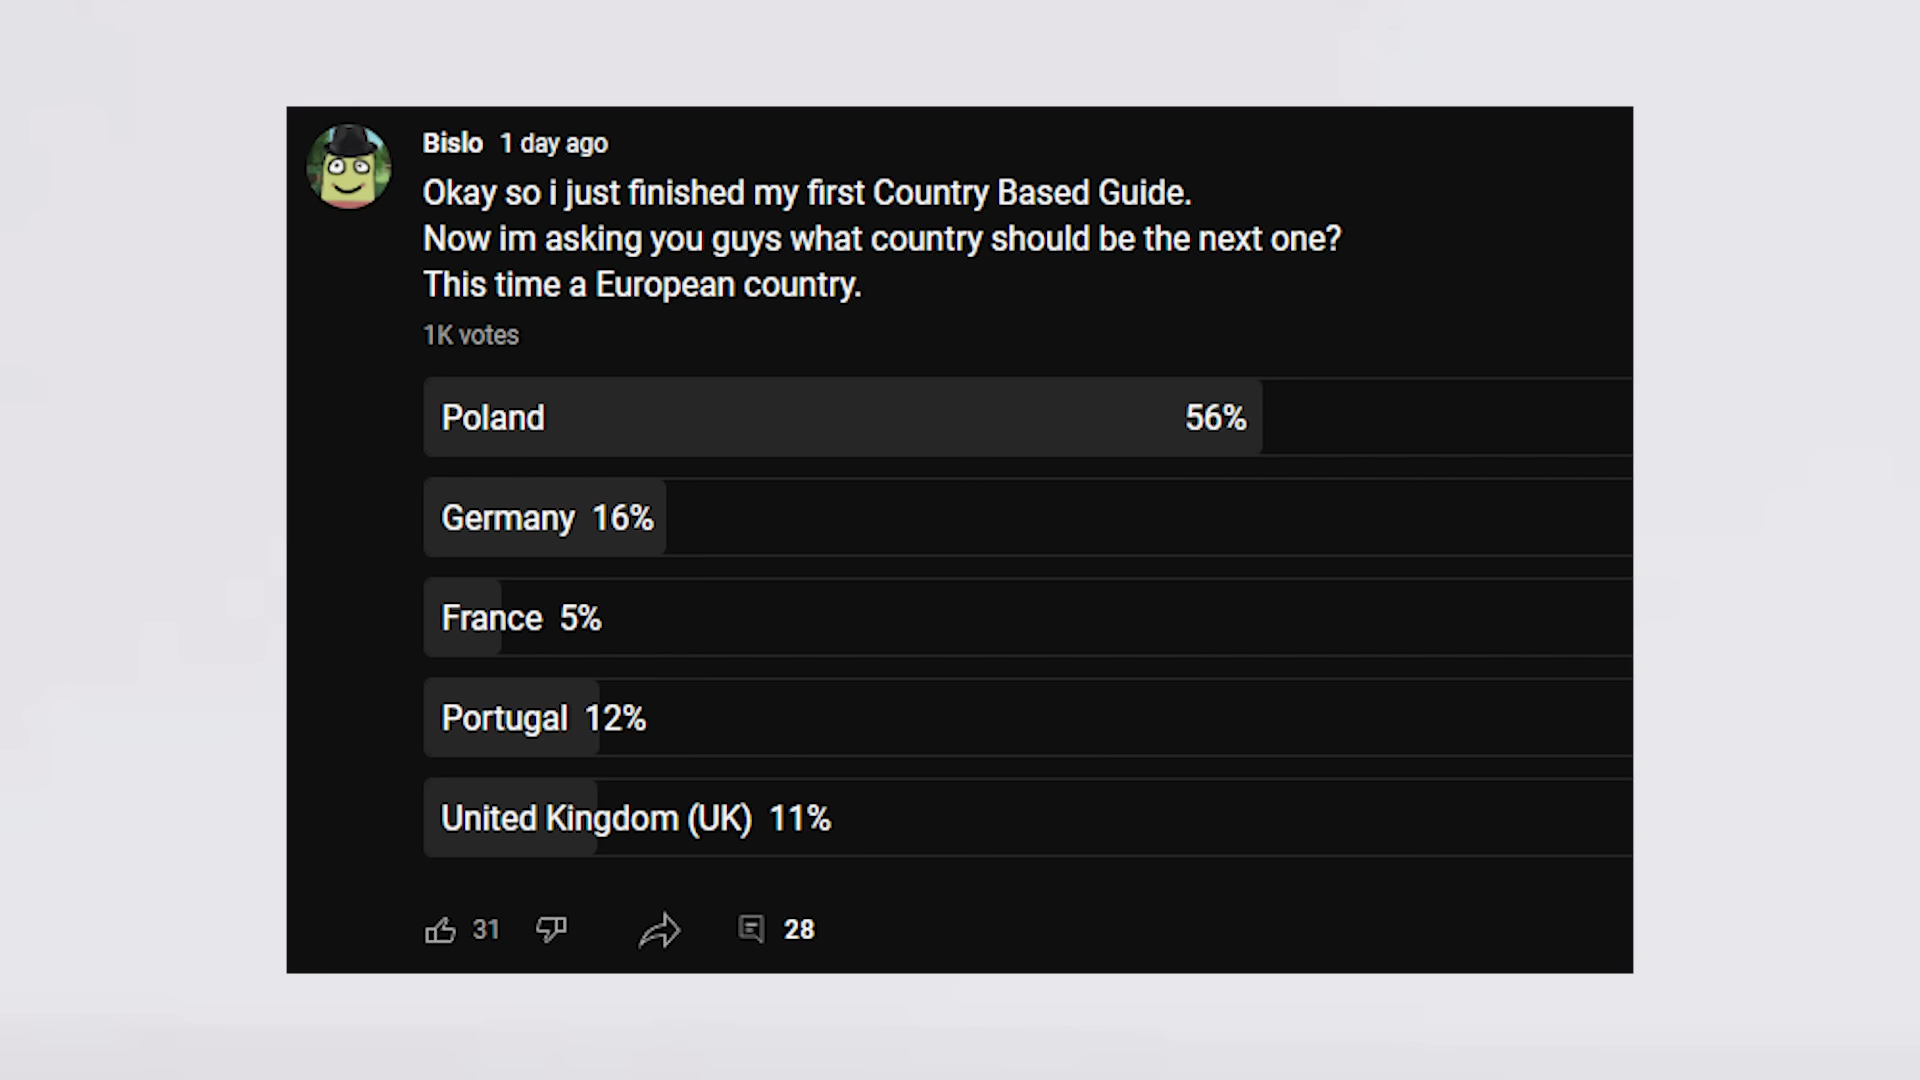 Bislo 1 day ago
Okay so i just finished my first Country Based Guide.
Now im asking you guys what country should be the next one?
This time a European country.
1K votes
Poland 56%
Germany 16%
France 5%
Portugal 12%
United Kingdom (UK) 11%
31 28